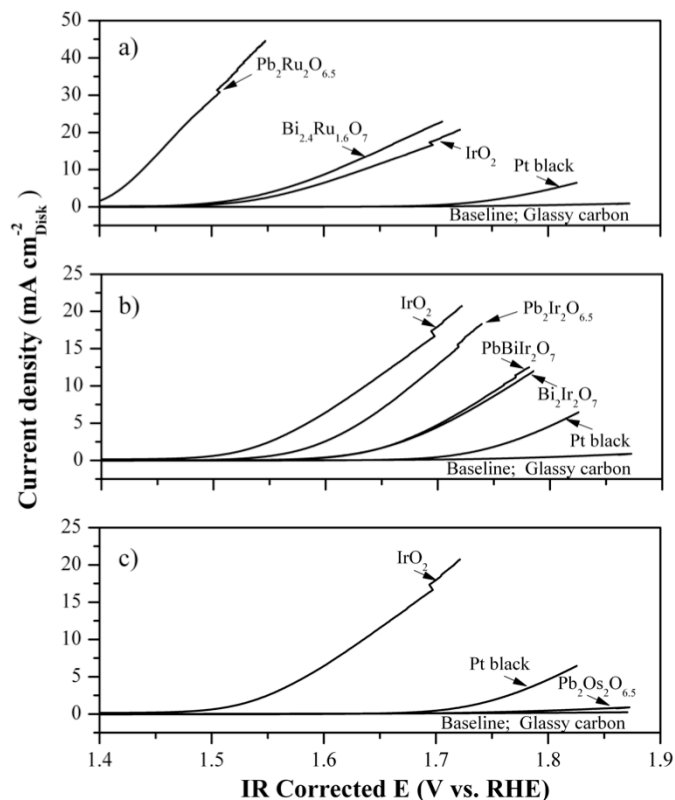 Current density (mA cm⁻²Disk)
50
40
30
20
10
0
a)
Pb₂Ru₂O₆.₅
Bi₂.₄Ru₁.₆O₇
IrO₂
Pt black
Baseline; Glassy carbon
25
20
15
10
5
0
b)
IrO₂
Pb₂Ir₂O₆.₅
PbBiIr₂O₇
Bi₂Ir₂O₇
Pt black
Baseline; Glassy carbon
25
20
15
10
5
0
c)
IrO₂
Pt black
Pb₂Os₂O₆.₅
Baseline; Glassy carbon
1.4 1.5 1.6 1.7 1.8 1.9
IR Corrected E (V vs. RHE)